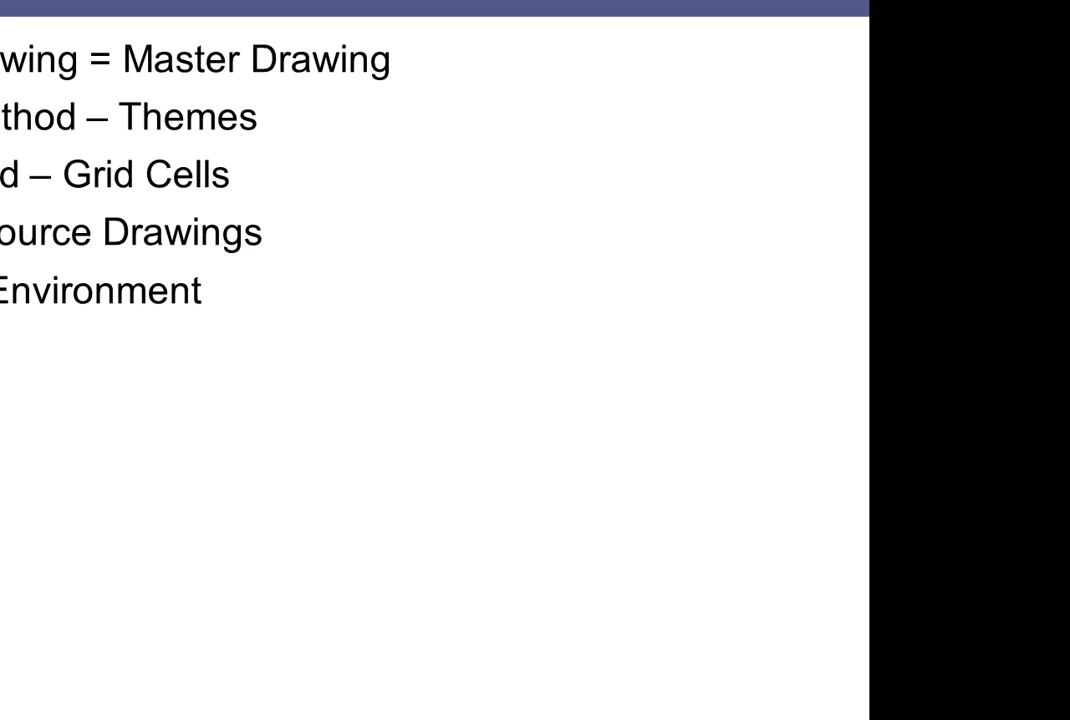 wing = Master Drawing
thod – Themes
d – Grid Cells
ource Drawings
Environment